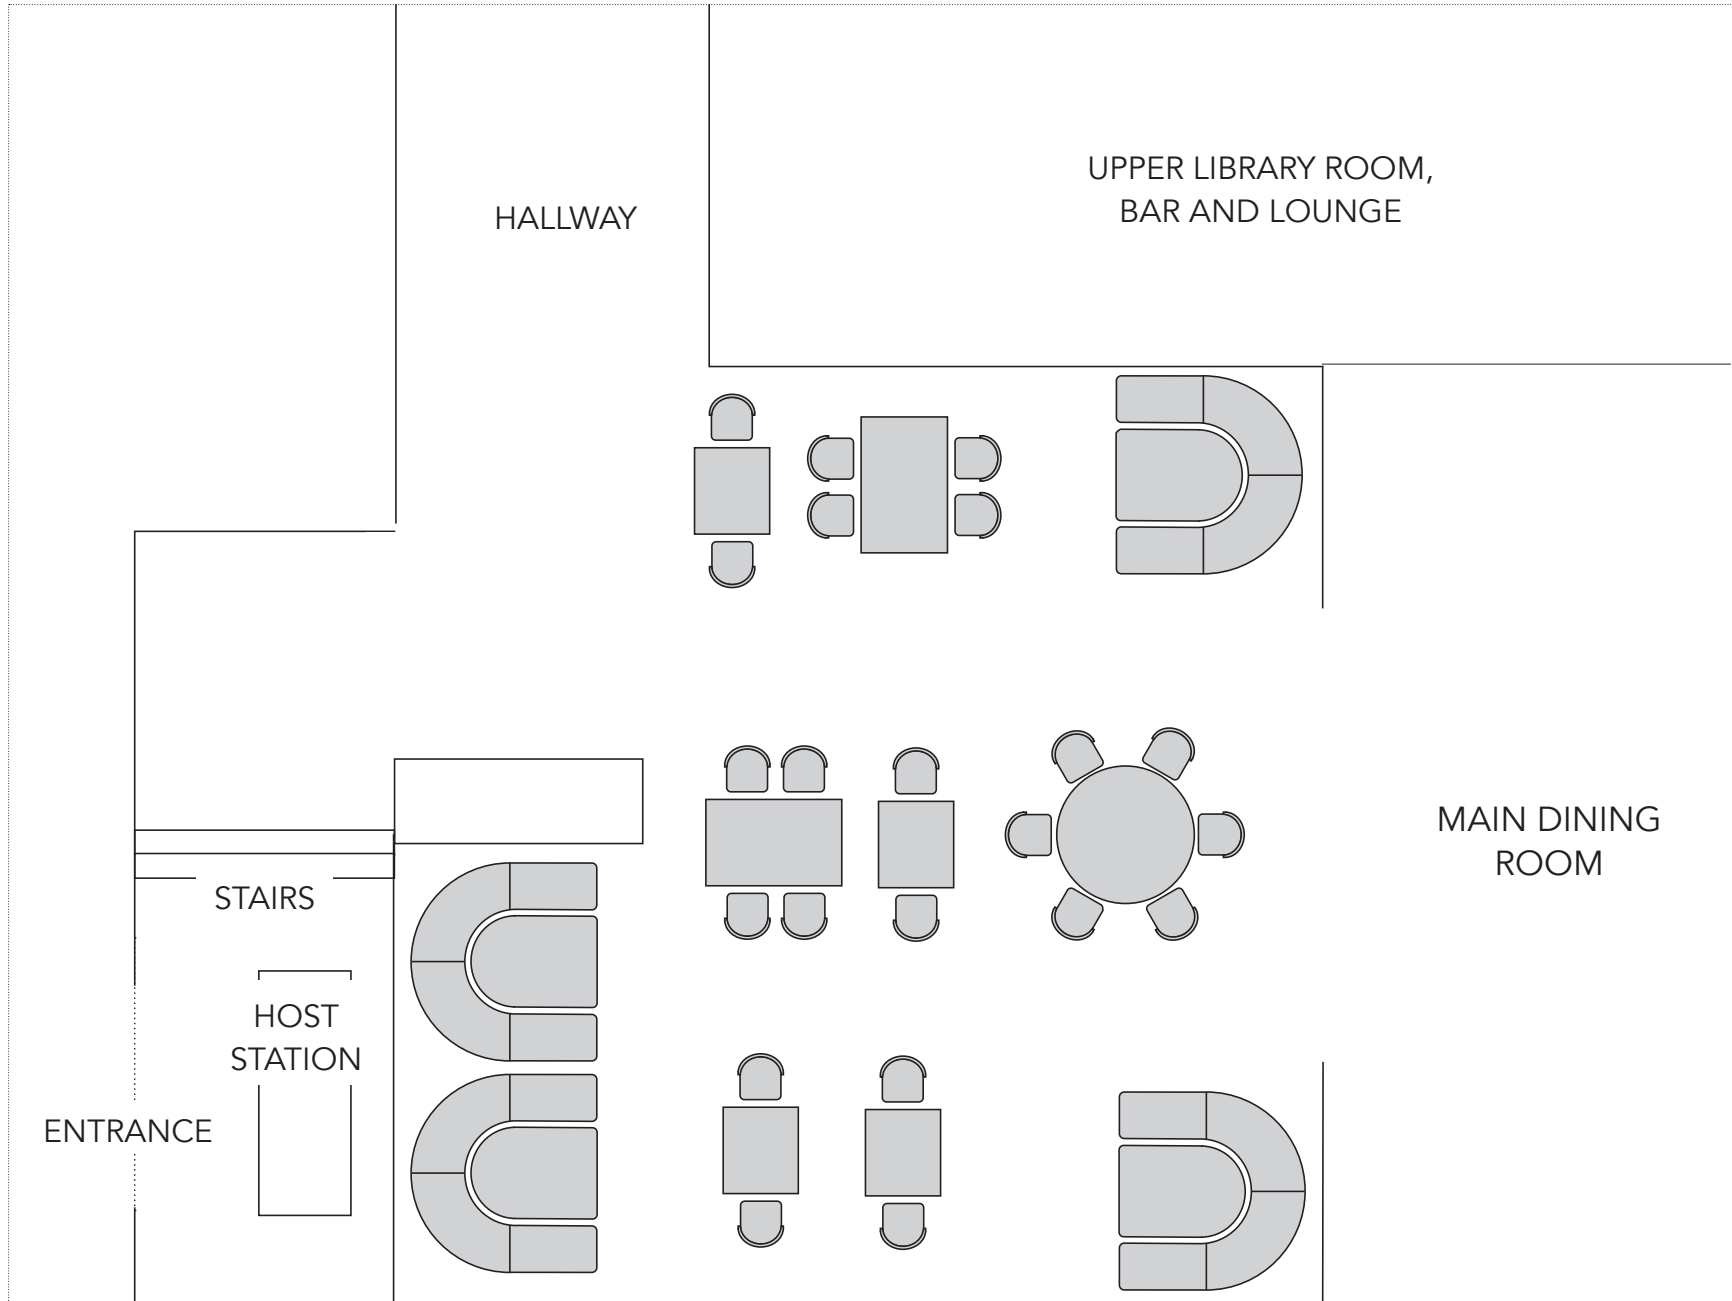 UPPER LIBRARY ROOM,
BAR AND LOUNGE
HALLWAY
MAIN DINING
ROOM
STAIRS
HOST
STATION
ENTRANCE